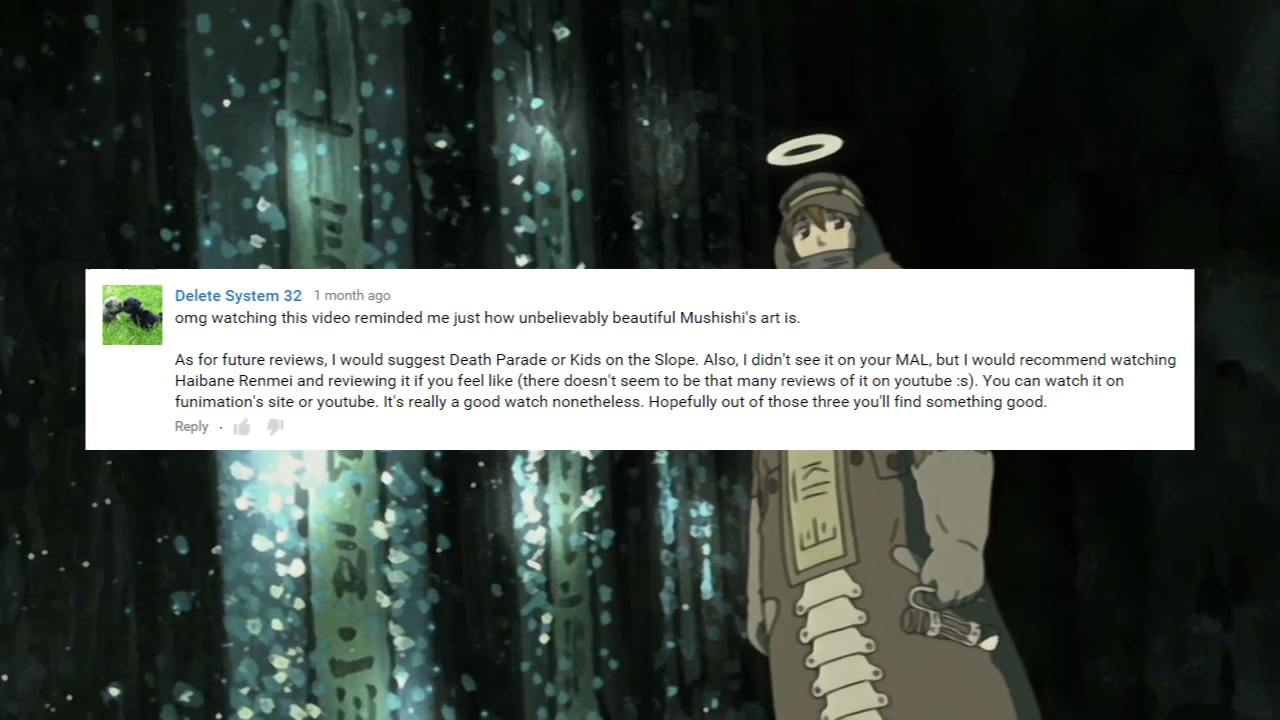 Delete System 32 1 month ago
omg watching this video reminded me just how unbelievably beautiful Mushishi's art is.
As for future reviews, I would suggest Death Parade or Kids on the Slope. Also, I didn't see it on your MAL, but I would recommend watching
Haibane Renmei and reviewing it if you feel like (there doesn't seem to be that many reviews of it on youtube :s). You can watch it on
funimation's site or youtube. It's really a good watch nonetheless. Hopefully out of those three you'll find something good.
Reply ·